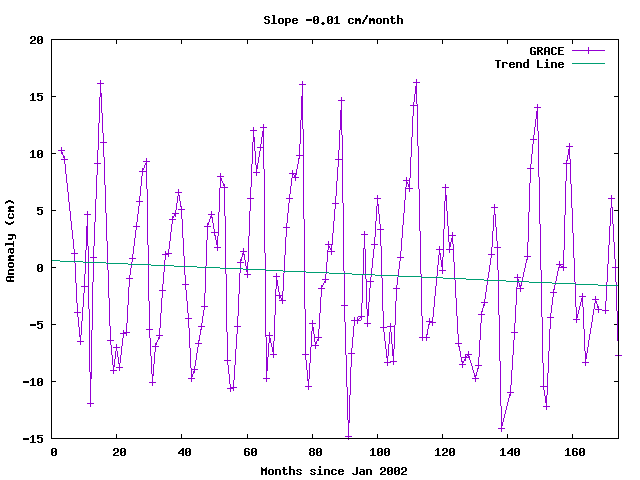 Slope -0.01 cm/month
GRACE
Trend Line
20
15
10
5
0
-5
-10
-15
Anomaly (cm)
0 20 40 60 80 100 120 140 160
Months since Jan 2002